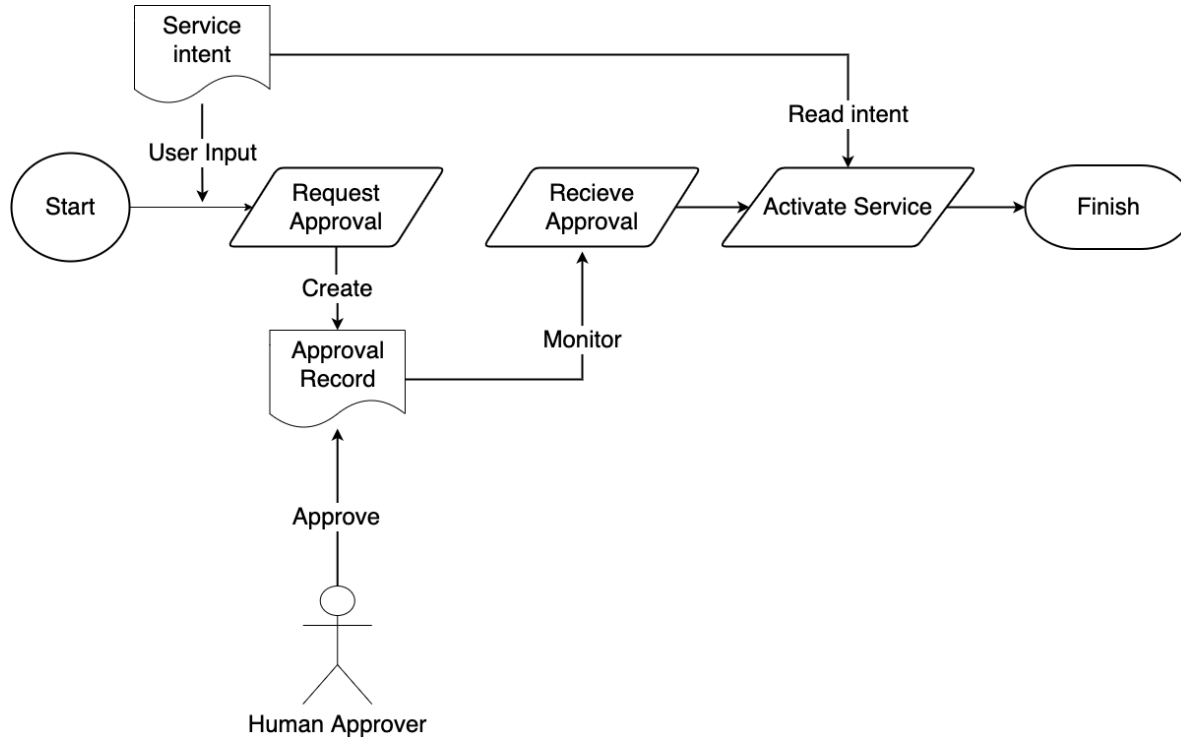 Service
intent
Read intent
User Input
Start
Request
Approval
Recieve
Approval
Activate Service
Finish
Create
Approval
Record
Monitor
Approve
Human Approver